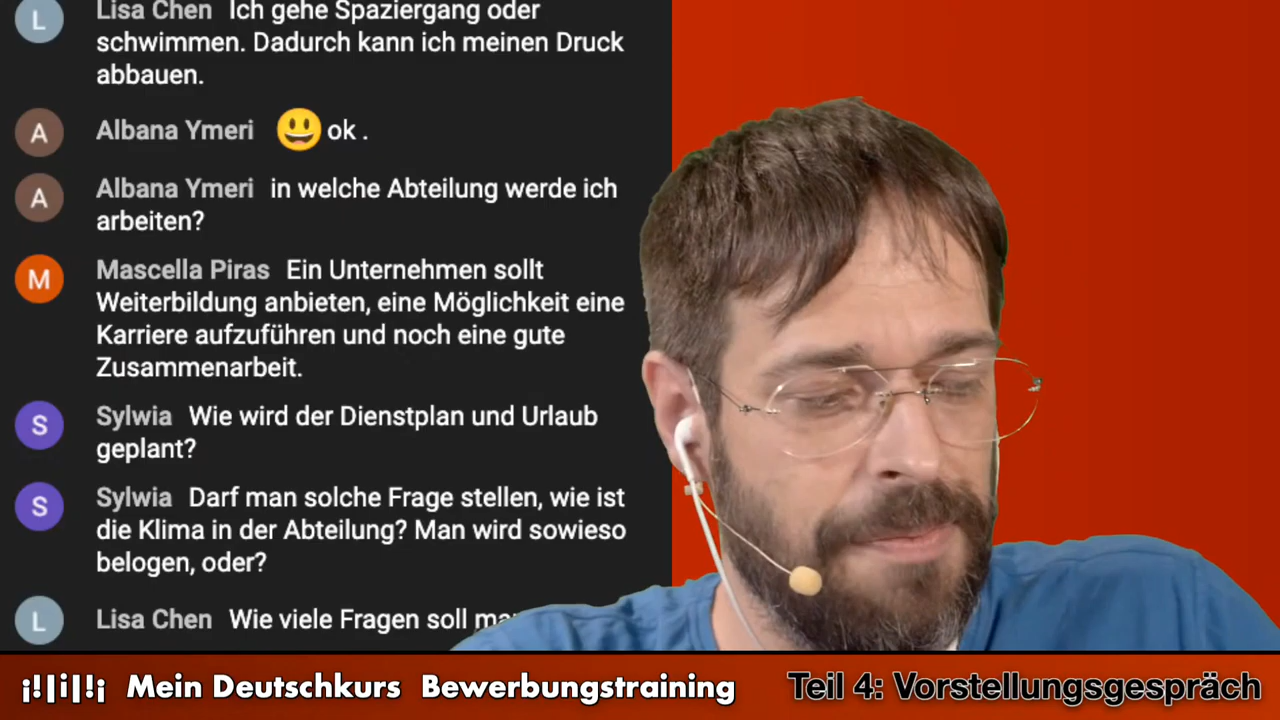 L Lisa Chen Ich gehe Spaziergang oder
schwimmen. Dadurch kann ich meinen Druck
abbauen.
A Albana Ymeri 😃 ok .
A Albana Ymeri in welche Abteilung werde ich
arbeiten?
M Mascella Piras Ein Unternehmen sollt
Weiterbildung anbieten, eine Möglichkeit eine
Karriere aufzuführen und noch eine gute
Zusammenarbeit.
S Sylwia Wie wird der Dienstplan und Urlaub
geplant?
S Sylwia Darf man solche Frage stellen, wie ist
die Klima in der Abteilung? Man wird sowieso
belogen, oder?
L Lisa Chen Wie viele Fragen soll
¡!|i|!¡ Mein Deutschkurs Bewerbungstraining Teil 4: Vorstellungsgespräch